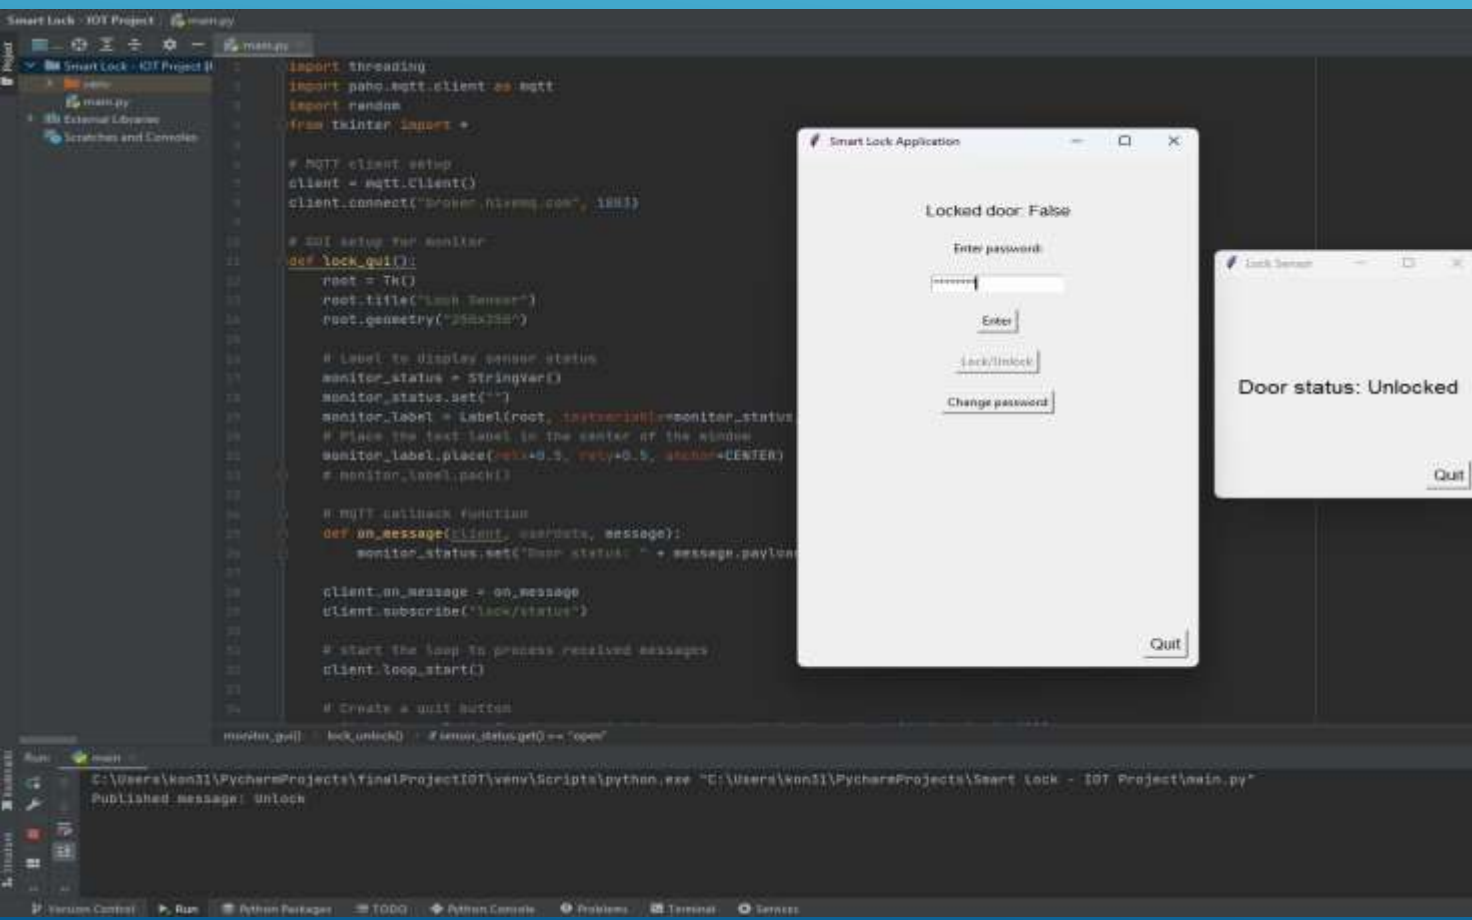 Smart Lock - IOT Project main.py
Project
main.py
Smart Lock - IOT Project
venv
main.py
External Libraries
Scratches and Consoles
import threading
import paho.mqtt.client as mqtt
import random
from tkinter import *
# MQTT client setup
client = mqtt.Client()
client.connect("broker.hivemq.com", 1883)
# GUI setup for monitor
def lock_gui():
root = Tk()
root.title("Lock Sensor")
root.geometry("250x250")
# Label to display sensor status
monitor_status = StringVar()
monitor_status.set("")
monitor_label = Label(root, textvariable=monitor_status
# Place the text label in the center of the window
monitor_label.place(relx=0.5, rely=0.5, anchor=CENTER)
# monitor_label.pack()
# MQTT callback function
def on_message(client, userdata, message):
monitor_status.set("Door status: " + message.payload
client.on_message = on_message
client.subscribe("lock/status")
# start the loop to process received messages
client.loop_start()
# Create a quit button
monitor_gui() lock_unlock() if sensor_status.get() == "open"
Smart Lock Application
Locked door: False
Enter password:
********
Enter
Lock/Unlock
Change password
Quit
Lock Sensor
Door status: Unlocked
Quit
Run: main
C:\Users\kon31\PycharmProjects\finalProjectIOT\venv\Scripts\python.exe "C:\Users\kon31\PycharmProjects\Smart Lock - IOT Project\main.py"
Published message: Unlock
Bookmarks
Structure
Version Control Run Python Packages TODO Python Console Problems Terminal Services